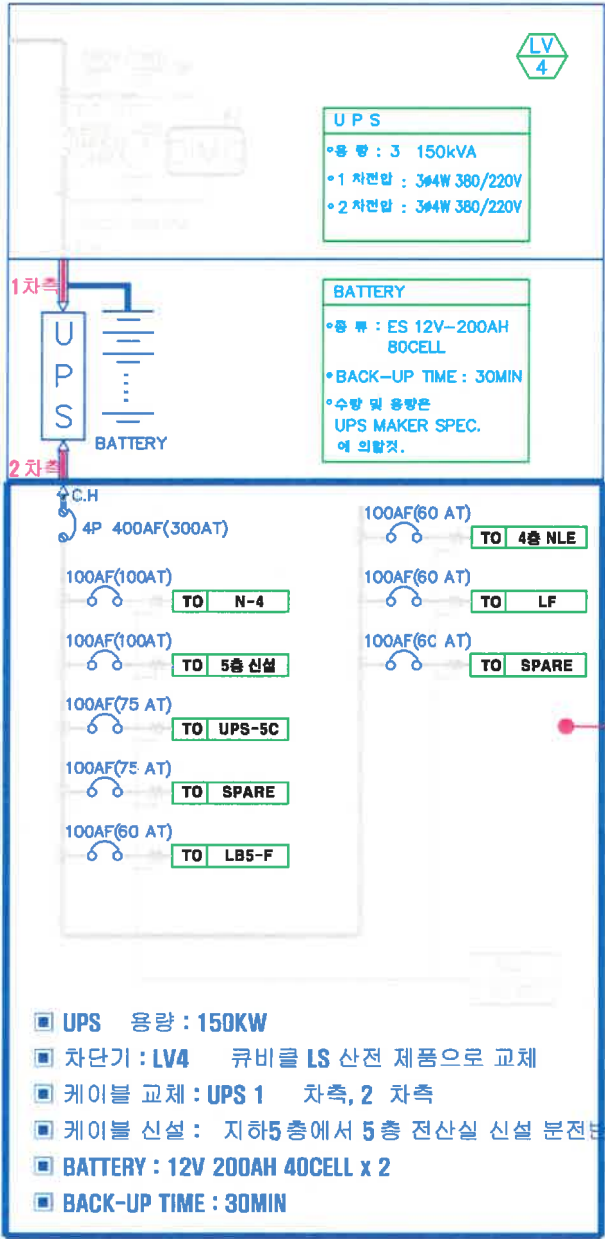 LV
4
UPS
∘용 량 : 3 150kVA
∘1 차전압 : 3ø4W 380/220V
∘2 차전압 : 3ø4W 380/220V
1차측
UPS
BATTERY
BATTERY
∘종 류 : ES 12V-200AH
80CELL
∘BACK-UP TIME : 30MIN
∘수량 및 용량은
UPS MAKER SPEC.
에 의할것.
2 차측
C.H
4P 400AF(300AT)
100AF(100AT)
TO N-4
100AF(100AT)
TO 5층 신설
100AF(75 AT)
TO UPS-5C
100AF(75 AT)
TO SPARE
100AF(60 AT)
TO LB5-F
100AF(60 AT)
TO 4층 NLE
100AF(60 AT)
TO LF
100AF(60 AT)
TO SPARE
▣ UPS 용량 : 150KW
▣ 차단기 : LV4 큐비클 LS 산전 제품으로 교체
▣ 케이블 교체 : UPS 1 차측, 2 차측
▣ 케이블 신설 : 지하5 층에서 5 층 전산실 신설
▣ BATTERY : 12V 200AH 40CELL x 2
▣ BACK-UP TIME : 30MIN